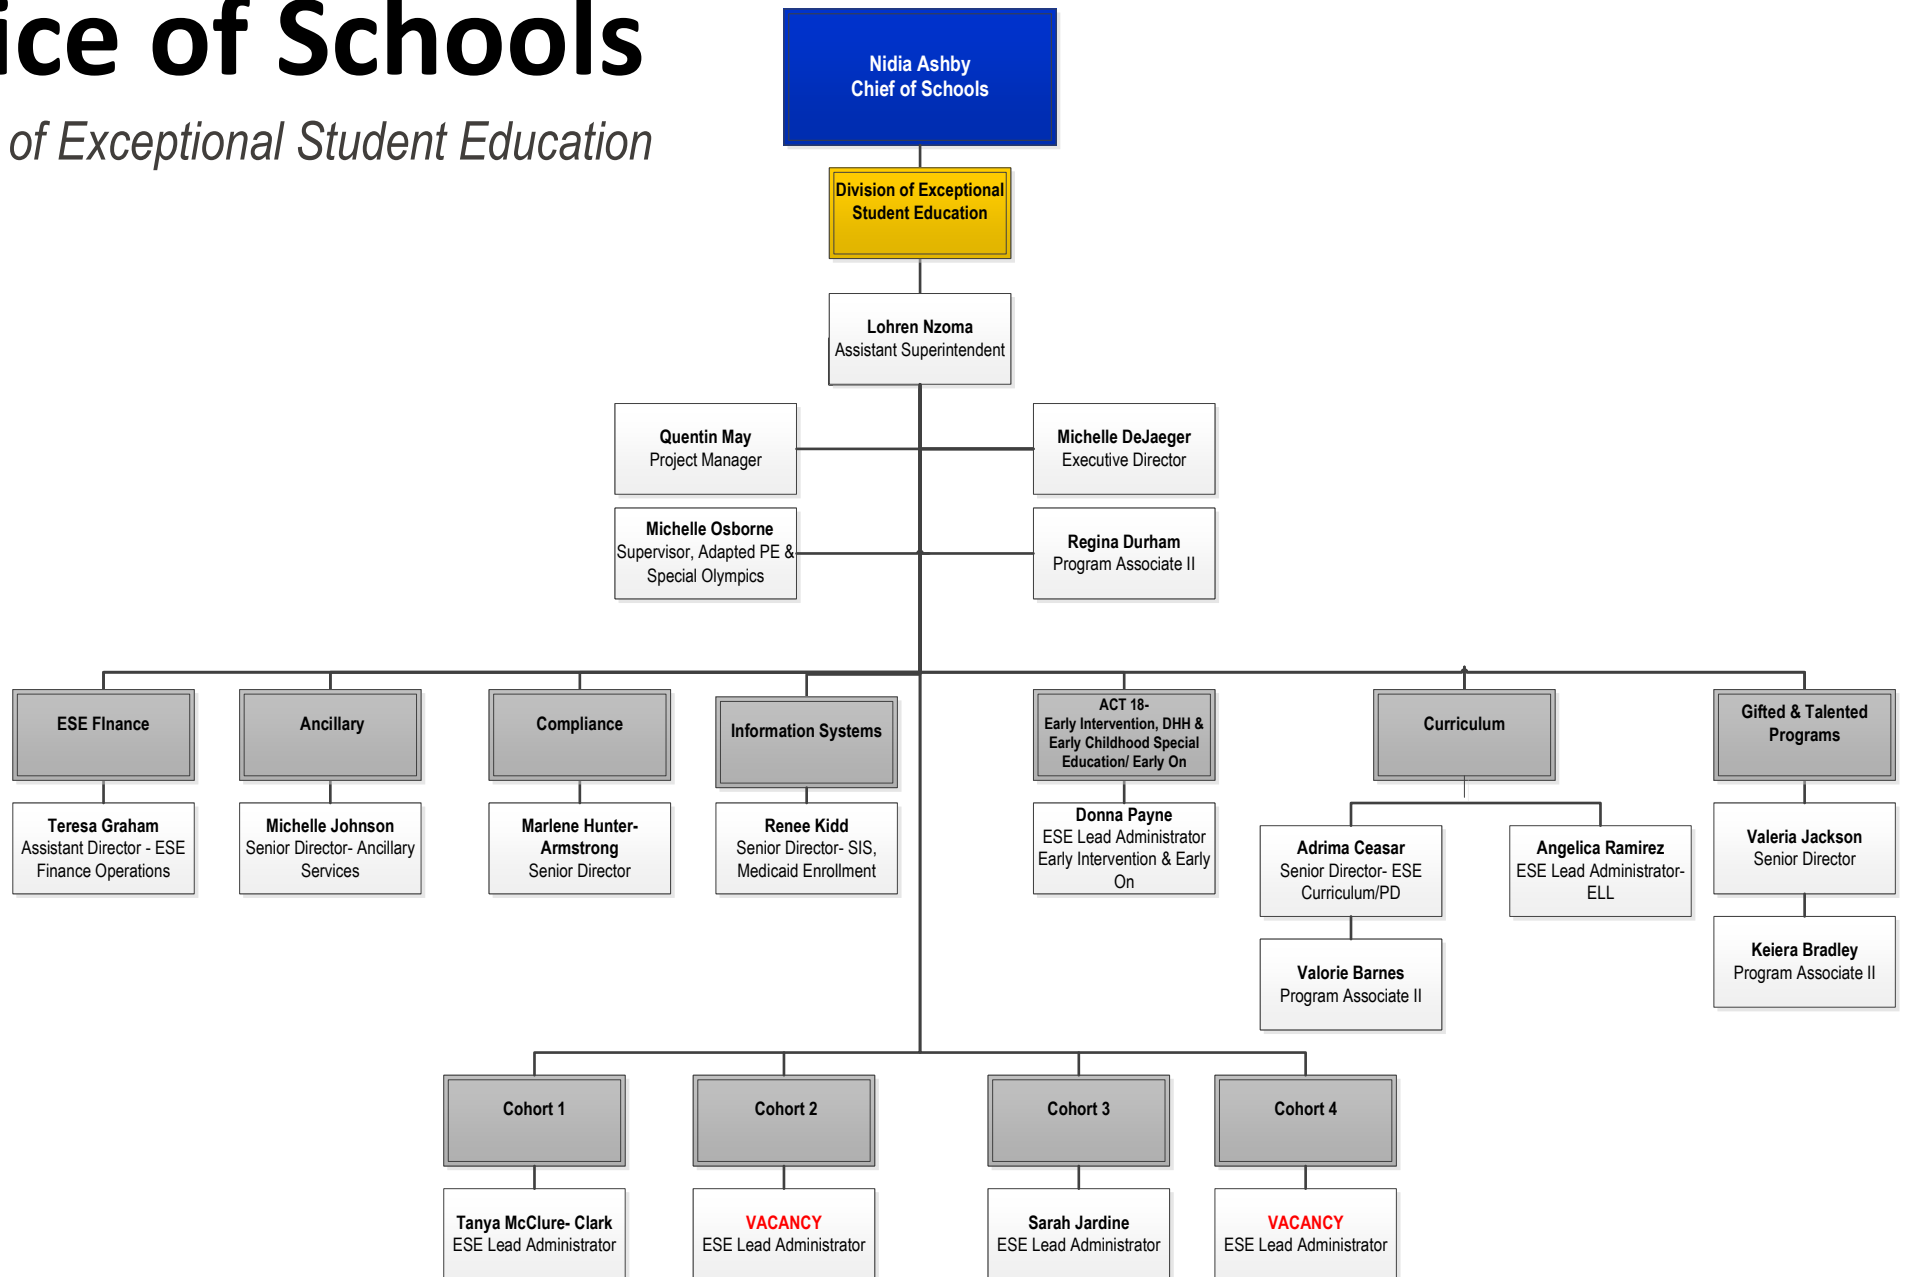 ice of Schools
of Exceptional Student Education
Nidia Ashby
Chief of Schools
Division of Exceptional
Student Education
Lohren Nzoma
Assistant Superintendent
Quentin May
Project Manager
Michelle DeJaeger
Executive Director
Michelle Osborne
Supervisor, Adapted PE &
Special Olympics
Regina Durham
Program Associate II
ESE FInance
Ancillary
Compliance
Information Systems
ACT 18-
Early Intervention, DHH &
Early Childhood Special
Education/ Early On
Curriculum
Gifted & Talented
Programs
Teresa Graham
Assistant Director - ESE
Finance Operations
Michelle Johnson
Senior Director- Ancillary
Services
Marlene Hunter-
Armstrong
Senior Director
Renee Kidd
Senior Director- SIS,
Medicaid Enrollment
Donna Payne
ESE Lead Administrator
Early Intervention & Early
On
Adrima Ceasar
Senior Director- ESE
Curriculum/PD
Angelica Ramirez
ESE Lead Administrator-
ELL
Valeria Jackson
Senior Director
Valorie Barnes
Program Associate II
Keiera Bradley
Program Associate II
Cohort 1
Cohort 2
Cohort 3
Cohort 4
Tanya McClure- Clark
ESE Lead Administrator
VACANCY
ESE Lead Administrator
Sarah Jardine
ESE Lead Administrator
VACANCY
ESE Lead Administrator